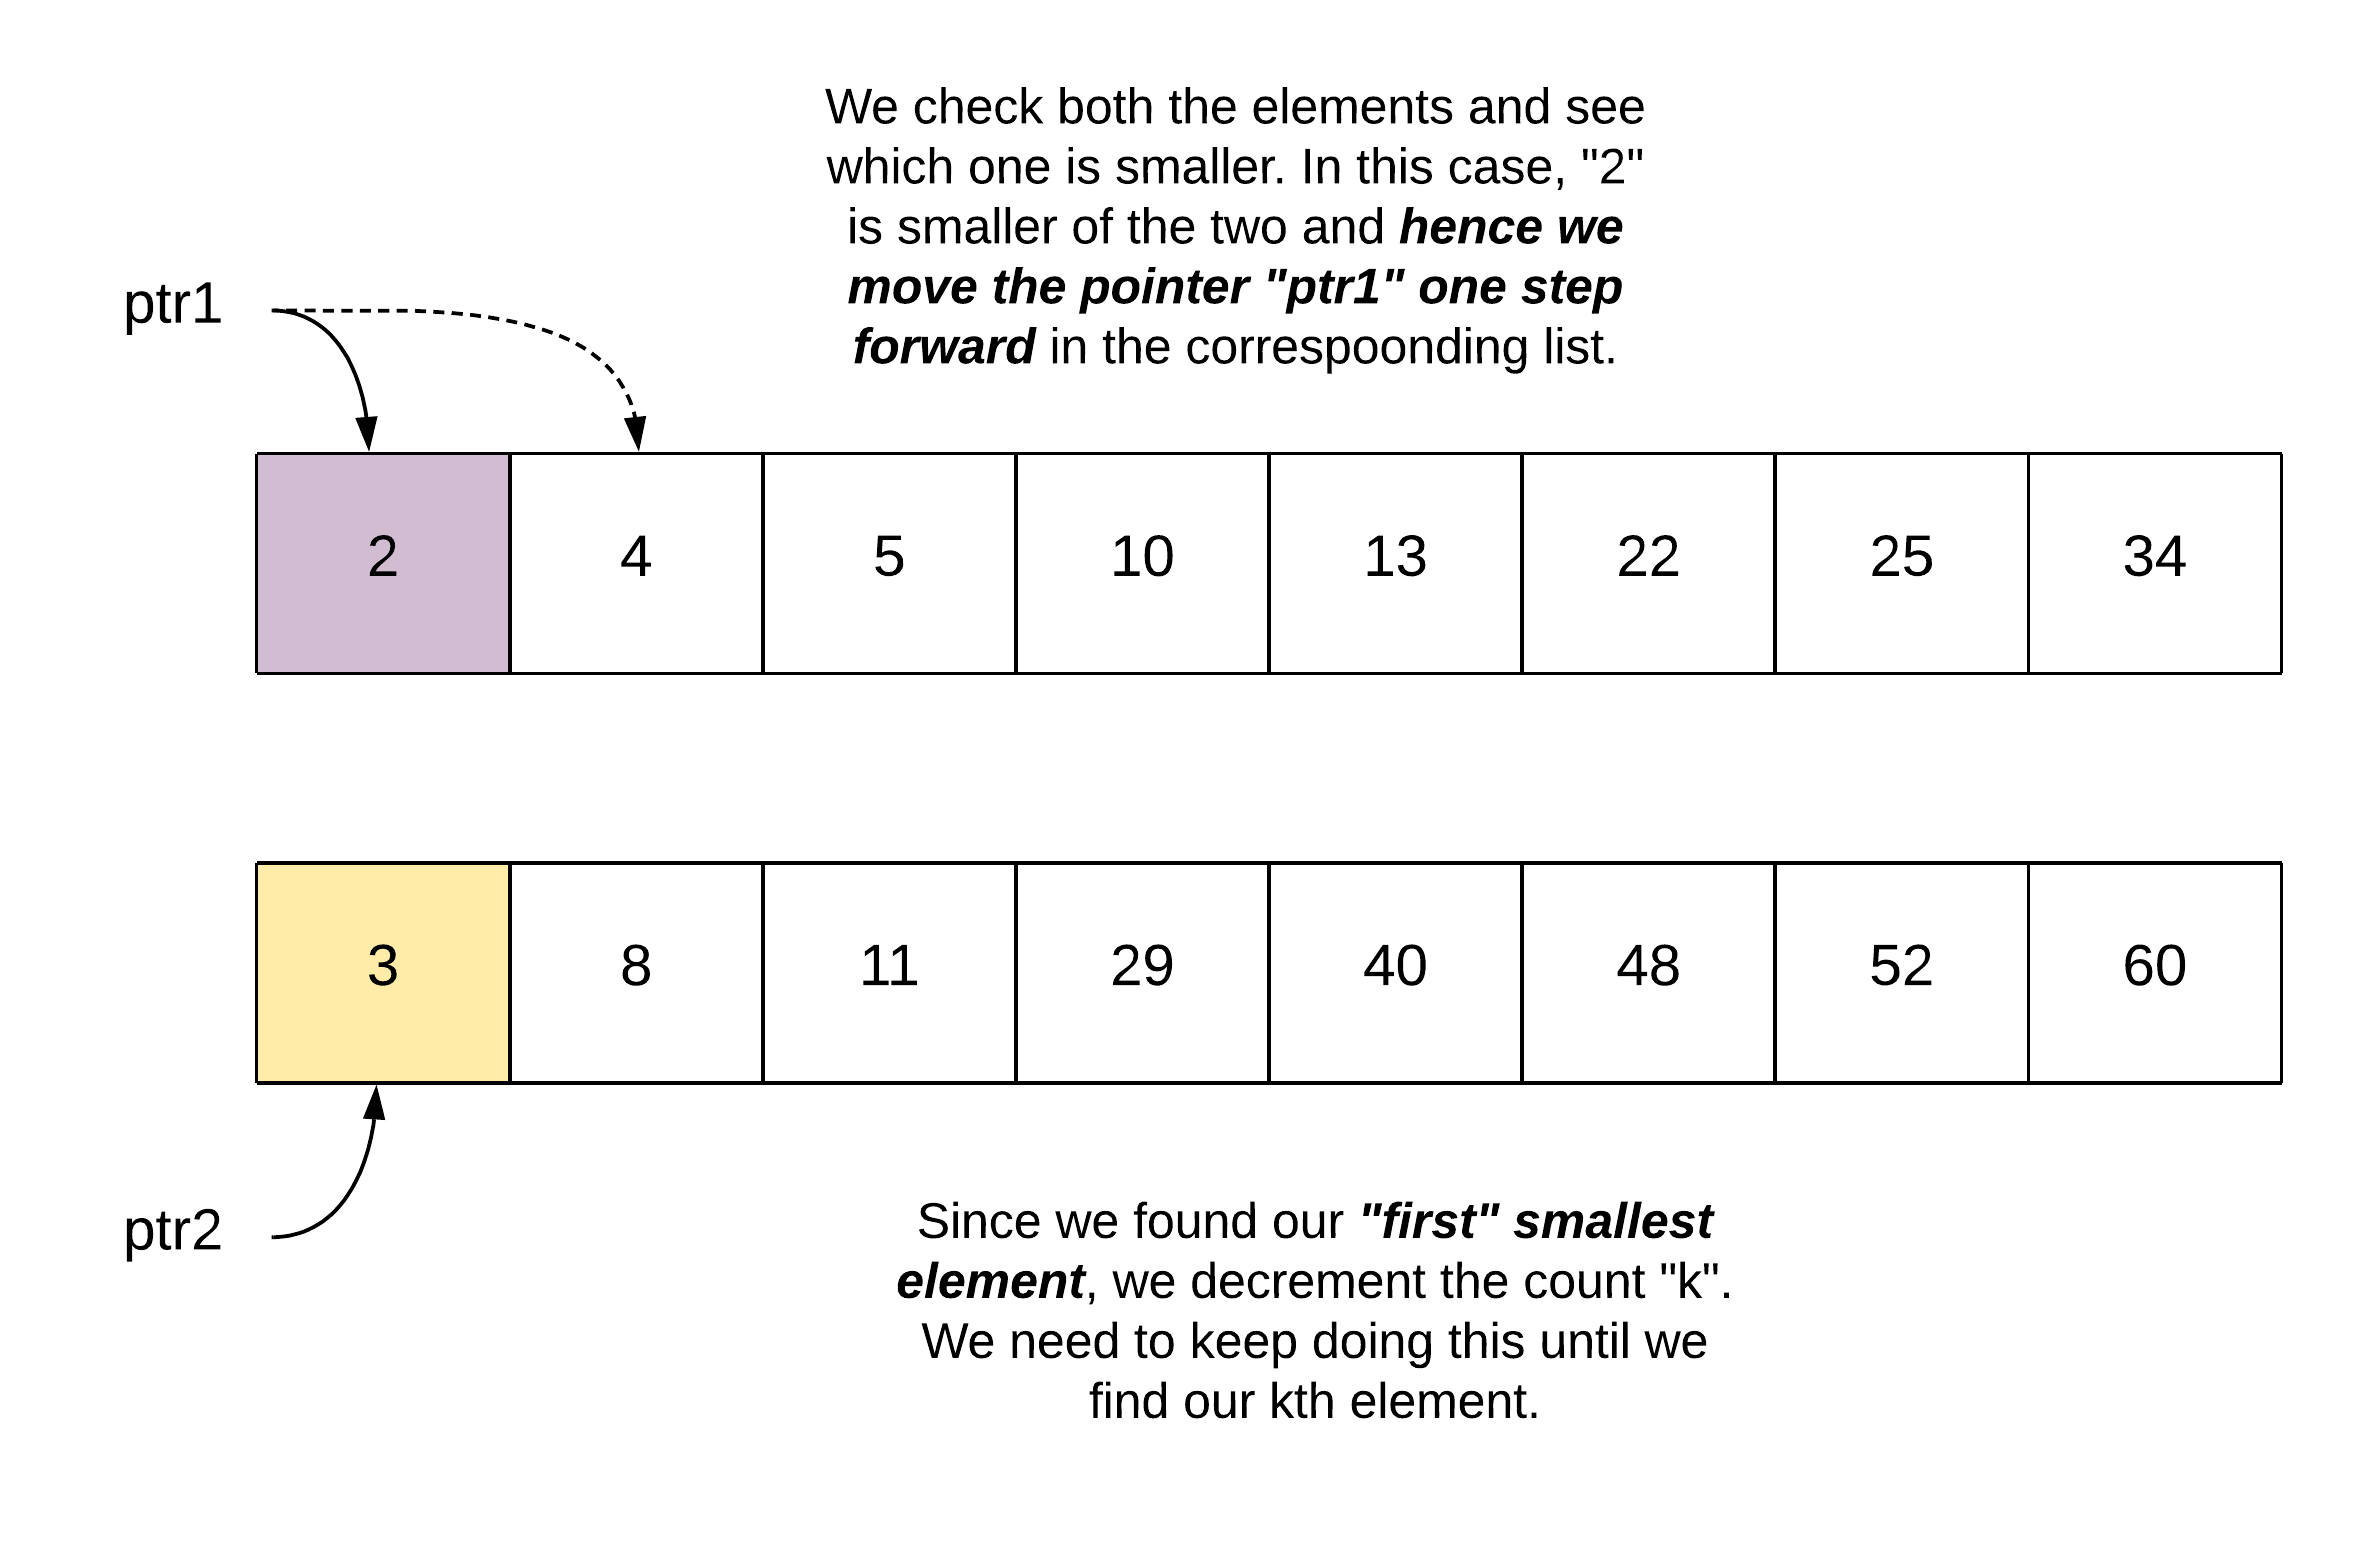 We check both the elements and see
which one is smaller. In this case, "2"
is smaller of the two and hence we
move the pointer "ptr1" one step
forward in the correspoonding list.
ptr1
2 4 5 10 13 22 25 34
3 8 11 29 40 48 52 60
ptr2
Since we found our "first" smallest
element, we decrement the count "k".
We need to keep doing this until we
find our kth element.